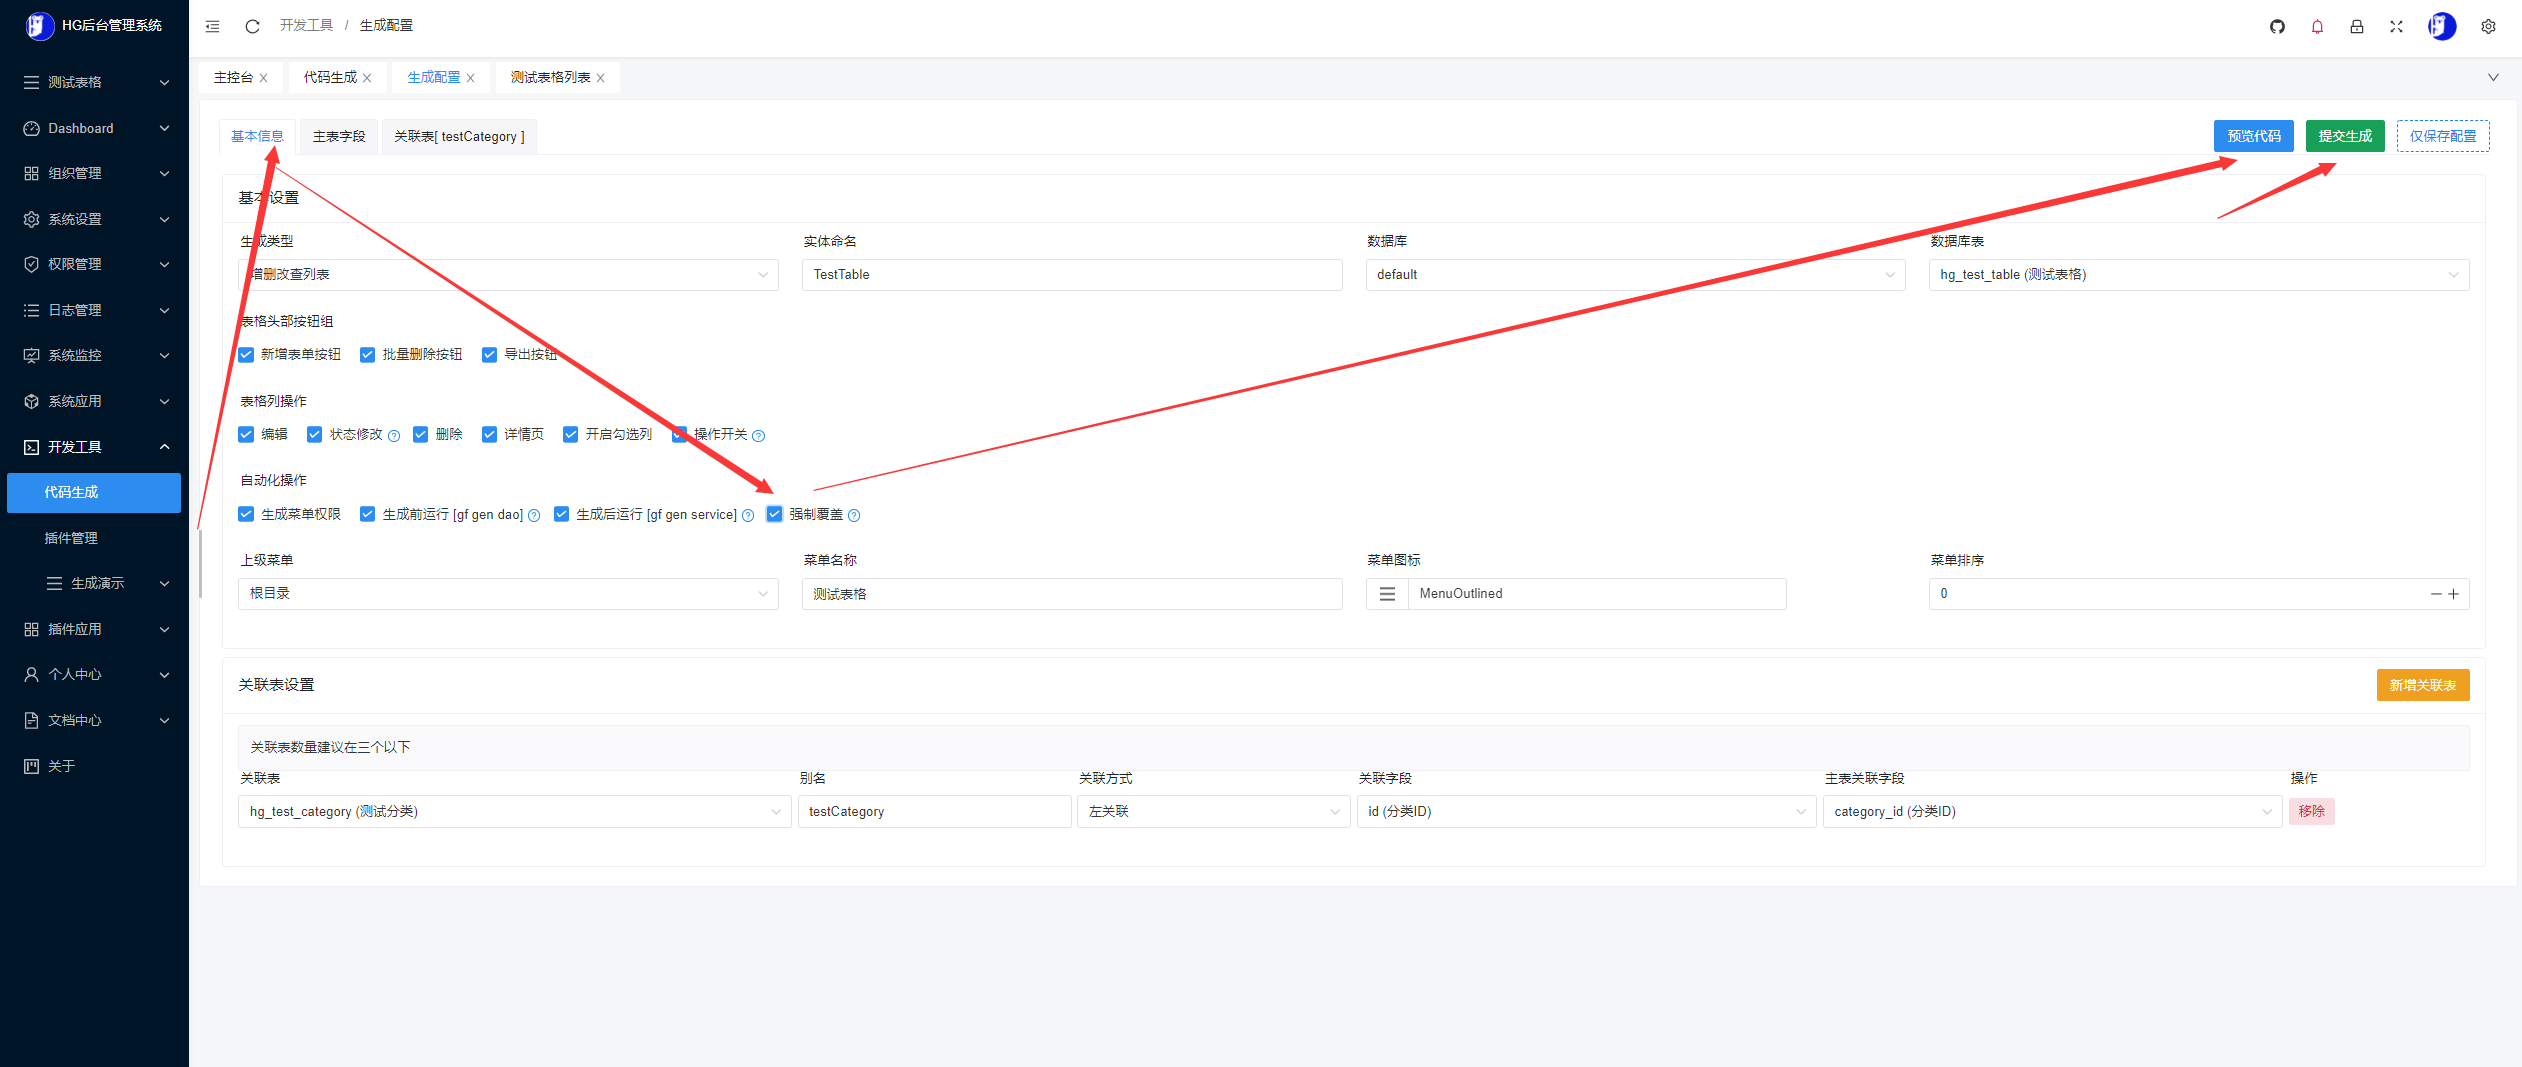 HG后台管理系统
开发工具 / 生成配置
测试表格
Dashboard
组织管理
系统设置
权限管理
日志管理
系统监控
系统应用
开发工具
代码生成
插件管理
生成演示
插件应用
个人中心
文档中心
关于
主控台 代码生成 生成配置 测试表格列表
基本信息 主表字段 关联表[ testCategory ] 预览代码 提交生成 仅保存配置
基本设置
生成类型 实体命名 数据库 数据库表
增删改查列表 TestTable default hg_test_table (测试表格)
表格头部按钮组
新增表单按钮 批量删除按钮 导出按钮
表格列操作
编辑 状态修改 删除 详情页 开启勾选列 操作开关
自动化操作
生成菜单权限 生成前运行 [gf gen dao] 生成后运行 [gf gen service] 强制覆盖
上级菜单 菜单名称 菜单图标 菜单排序
根目录 测试表格 MenuOutlined 0
关联表设置 新增关联表
关联表数量建议在三个以下
关联表 别名 关联方式 关联字段 主表关联字段 操作
hg_test_category (测试分类) testCategory 左关联 id (分类ID) category_id (分类ID) 移除